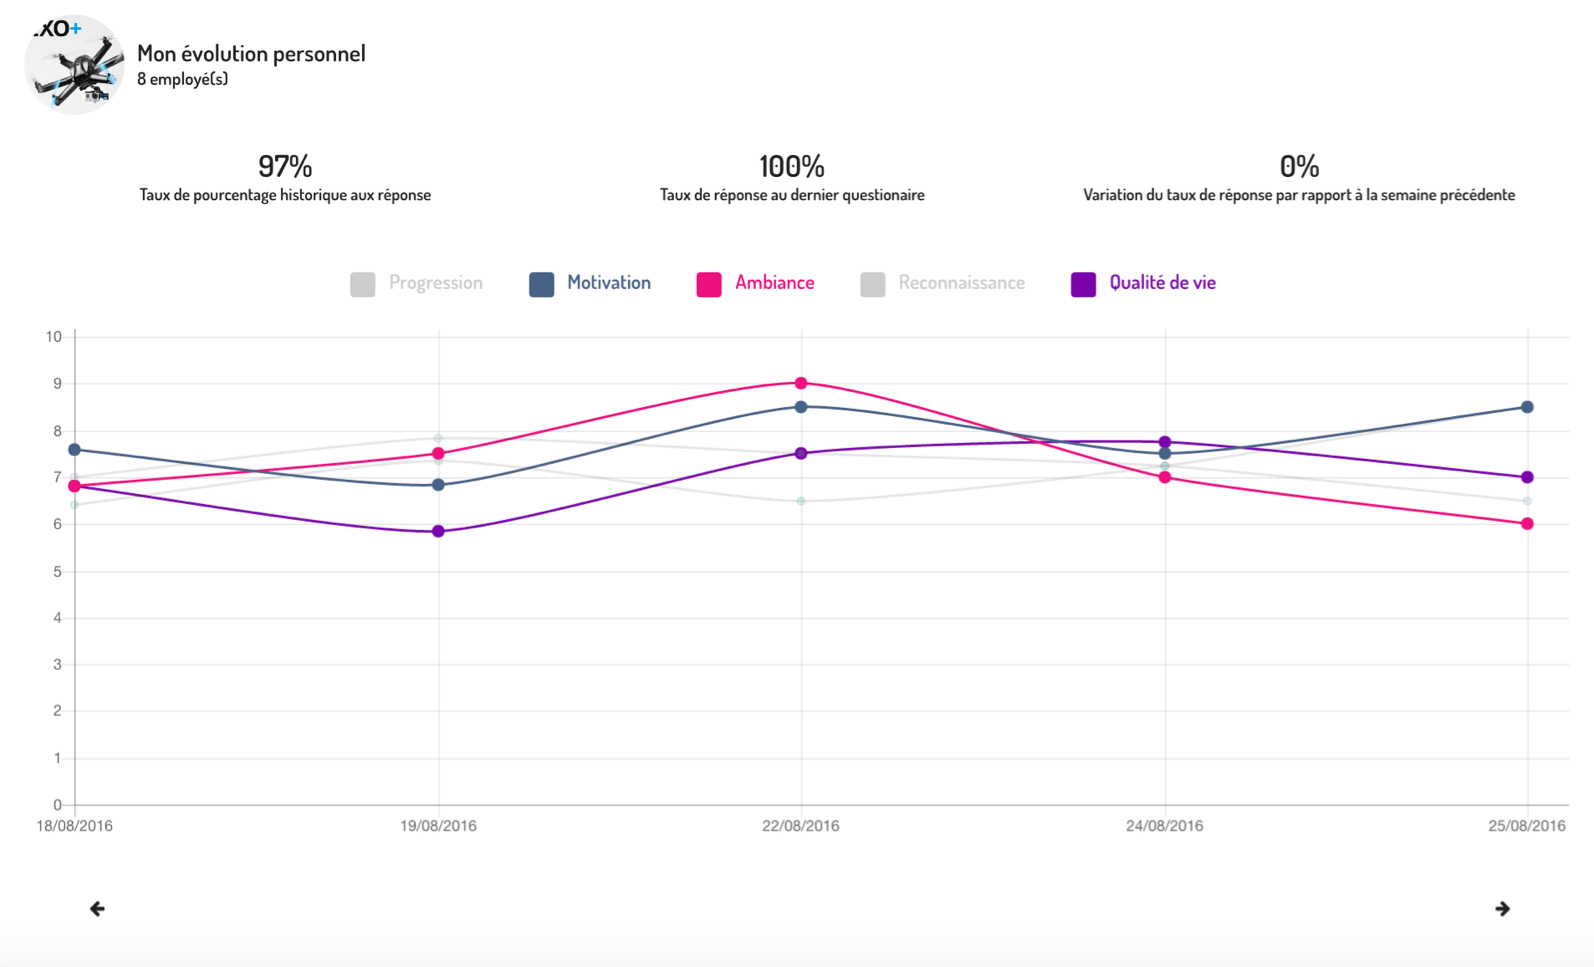 .XO+
Mon évolution personnel
8 employé(s)
97%
Taux de pourcentage historique aux réponse
100%
Taux de réponse au dernier questionaire
0%
Variation du taux de réponse par rapport à la semaine précédente
Progression Motivation Ambiance Reconnaissance Qualité de vie
10
9
8
7
6
5
4
3
2
1
0
18/08/2016 19/08/2016 22/08/2016 24/08/2016 25/08/2016